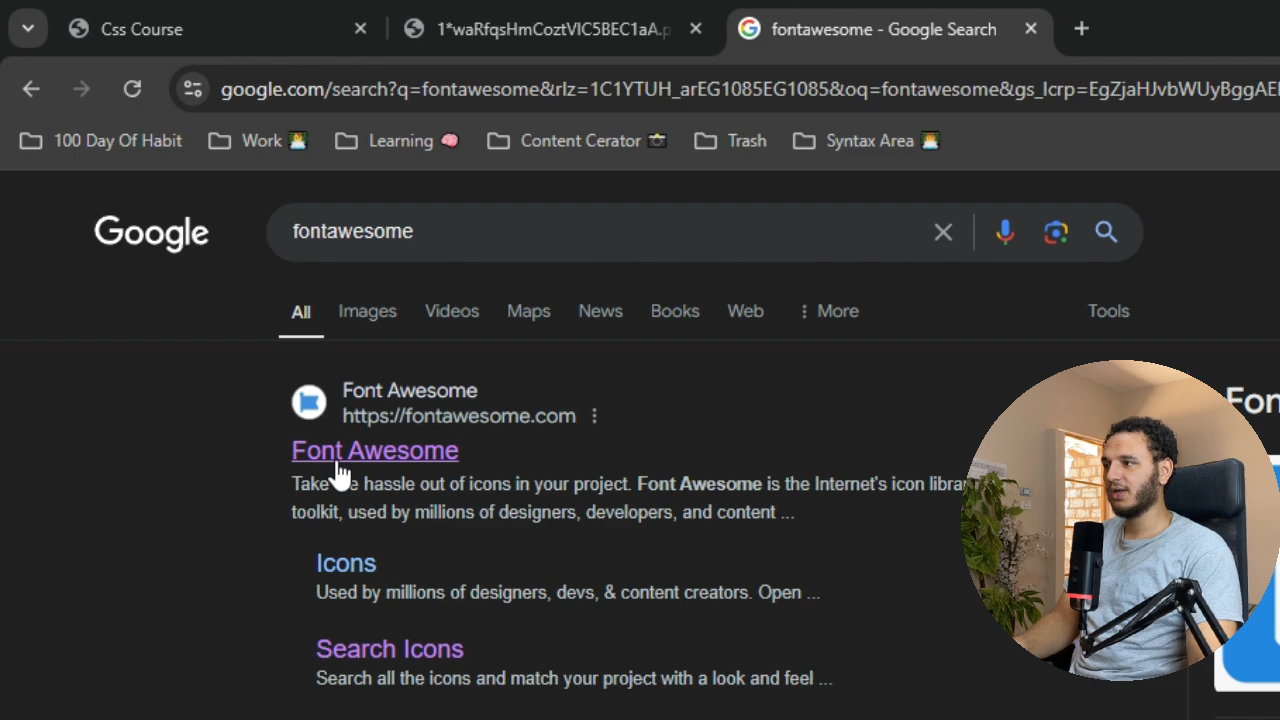 Css Course
1*waRfqsHmCoztVIC5BEC1aA.p
fontawesome - Google Search
google.com/search?q=fontawesome&rlz=1C1YTUH_arEG1085EG1085&oq=fontawesome&gs_lcrp=EgZjaHJvbWUyBggAE
100 Day Of Habit
Work
Learning
Content Cerator
Trash
Syntax Area
Google
fontawesome
All Images Videos Maps News Books Web More Tools
Font Awesome
https://fontawesome.com
Font Awesome
Take hassle out of icons in your project. Font Awesome is the Internet's icon
toolkit, used by millions of designers, developers, and content ...
Icons
Used by millions of designers, devs, & content creators. Open ...
Search Icons
Search all the icons and match your project with a look and feel ...